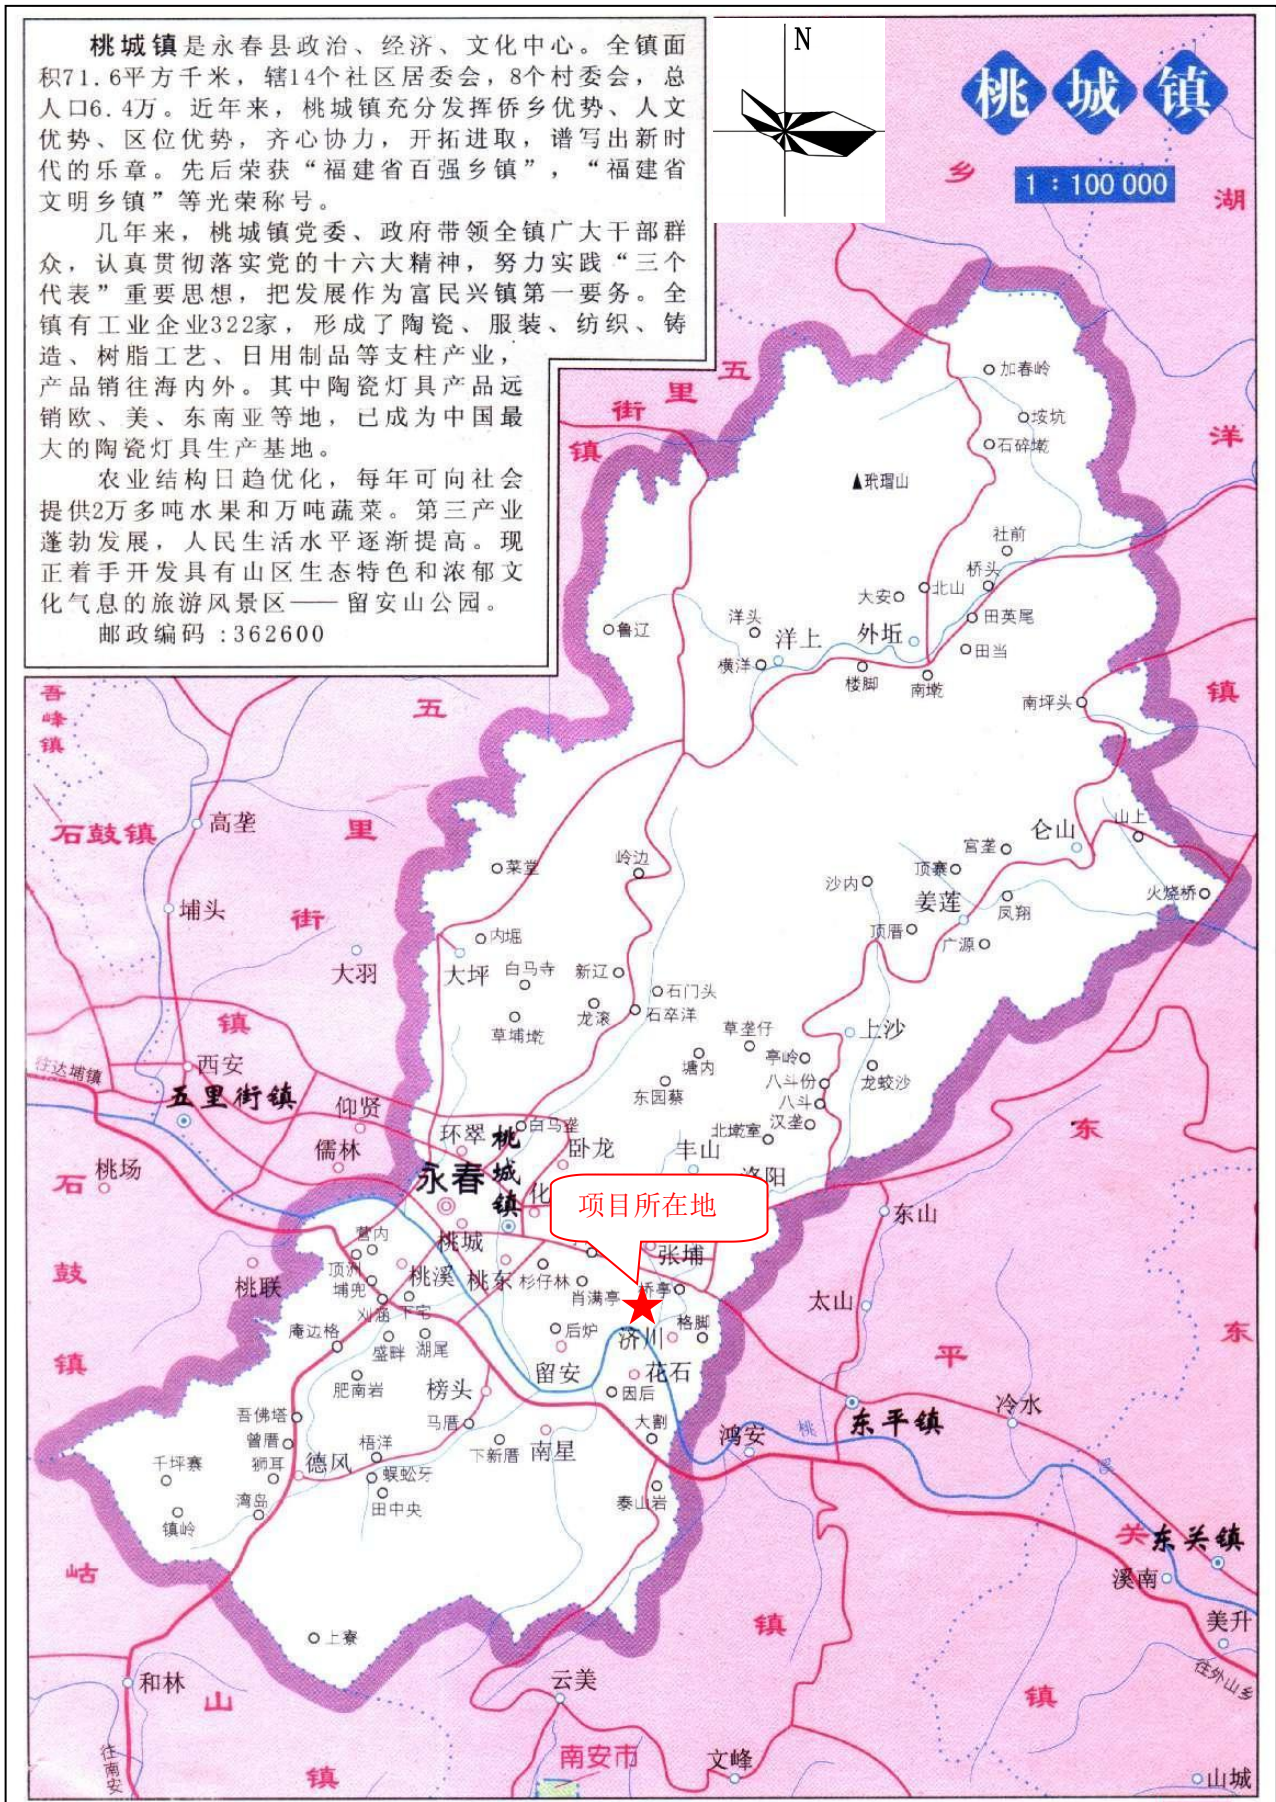 桃城镇是永春县政治、经济、文化中心。全镇面
积71.6平方千米，辖14个社区居委会，8个村委会，总
人口6.4万。近年来，桃城镇充分发挥侨乡优势、人文
优势、区位优势，齐心协力，开拓进取，谱写出新时
代的乐章。先后荣获“福建省百强乡镇”，“福建省
文明乡镇”等光荣称号。
几年来，桃城镇党委、政府带领全镇广大干部群
众，认真贯彻落实党的十六大精神，努力实践“三个
代表”重要思想，把发展作为富民兴镇第一要务。全
镇有工业企业322家，形成了陶瓷、服装、纺织、铸
造、树脂工艺、日用制品等支柱产业，
产品销往海内外。其中陶瓷灯具产品远
销欧、美、东南亚等地，已成为中国最
大的陶瓷灯具生产基地。
农业结构日趋优化，每年可向社会
提供2万多吨水果和万吨蔬菜。第三产业
蓬勃发展，人民生活水平逐渐提高。现
正着手开发具有山区生态特色和浓郁文
化气息的旅游风景区——留安山公园。
邮政编码：362600
N
桃城镇
1：100 000
乡
湖
洋
镇
五
里
街
镇
加春岭
垵坑
石碎墘
玳瑁山
社前
桥头
北山
大安
田英尾
田当
洋头
洋上
外坵
横洋
楼脚
南墘
鲁辽
南坪头
吾峰镇
五
里
街
镇
石鼓镇
高垄
埔头
大羽
西安
往达埔镇
五里街镇
仰贤
儒林
桃场
石
鼓
镇
桃联
菜堂
岭边
内堀
大坪
白马寺
新辽
草埔墘
龙滚
石门头
石卒洋
草垄仔
塘内
东园蔡
亭岭
八斗份
八斗
汉垄
北墘室
上沙
龙蛟沙
沙内
顶寨
宫垄
仑山
山上
姜莲
凤翔
火烧桥
顶厝
广源
环翠
白马垄
桃城镇
卧龙
丰山
洛阳
永春
化
项目所在地
桃城
桃东
张埔
营内
顶洲
埔兜
桃溪
杉仔林
肖满亭
桥亭
刈涵
下宅
庵边格
盛畔
湖尾
后炉
济川
格脚
肥南岩
榜头
留安
花石
因后
吾佛塔
马厝
大割
曾厝
梧洋
下新厝
南星
千坪寨
狮耳
德风
蜈蚣牙
田中央
湾岛
镇岭
泰山岩
上寮
东
平
镇
东山
太山
东平镇
冷水
鸿安
桃
溪
东
关
镇
东关镇
溪南
美升
往外山乡
山城
岵
山
镇
和林
往南安
云美
南安市
文峰